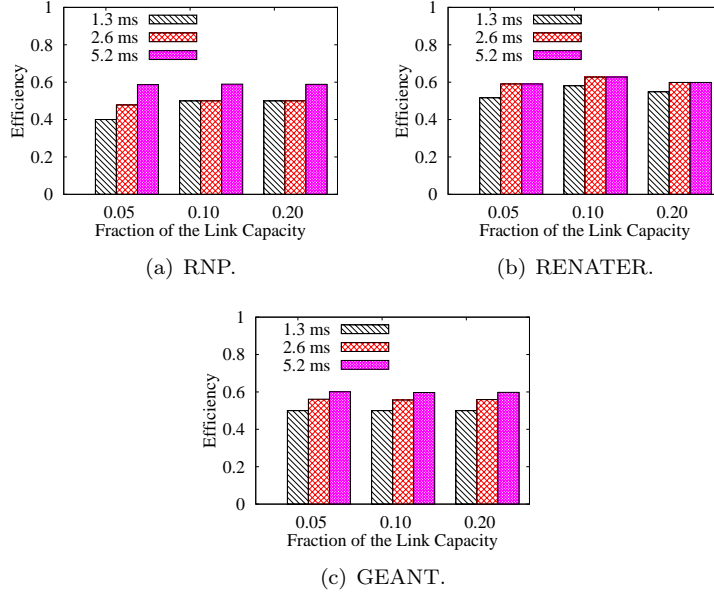 1
0.8
0.6
0.4
0.2
0
Efficiency
1.3 ms
2.6 ms
5.2 ms
0.05 0.10 0.20
Fraction of the Link Capacity
(a) RNP.
1
0.8
0.6
0.4
0.2
0
Efficiency
1.3 ms
2.6 ms
5.2 ms
0.05 0.10 0.20
Fraction of the Link Capacity
(b) RENATER.
1
0.8
0.6
0.4
0.2
0
Efficiency
1.3 ms
2.6 ms
5.2 ms
0.05 0.10 0.20
Fraction of the Link Capacity
(c) GEANT.